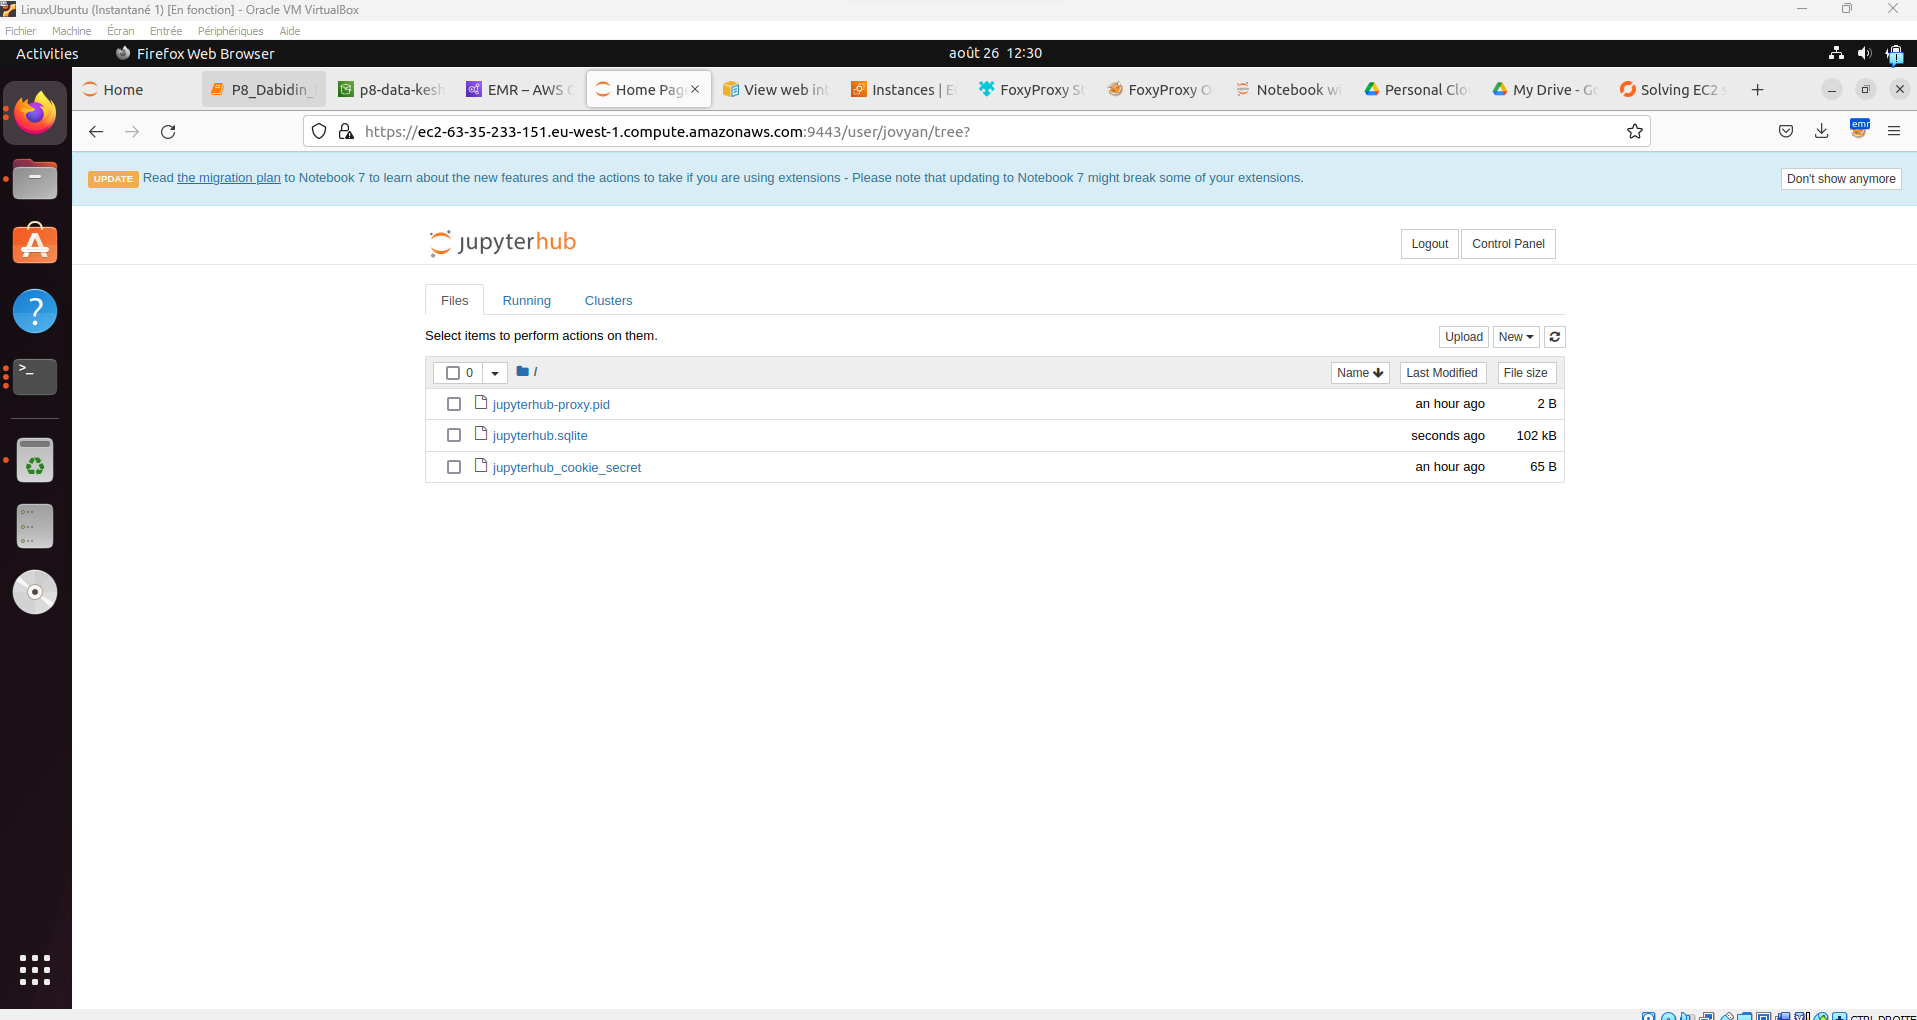 LinuxUbuntu (Instantané 1) [En fonction] - Oracle VM VirtualBox
Fichier Machine Écran Entrée Périphériques Aide
Activities Firefox Web Browser août 26 12:30
Home P8_Dabidin_ p8-data-kesh EMR – AWS C Home Pag View web int Instances | EC FoxyProxy St FoxyProxy O Notebook wi Personal Clo My Drive - Go Solving EC2 s
https://ec2-63-35-233-151.eu-west-1.compute.amazonaws.com:9443/user/jovyan/tree? emr
UPDATE Read the migration plan to Notebook 7 to learn about the new features and the actions to take if you are using extensions - Please note that updating to Notebook 7 might break some of your extensions. Don't show anymore
jupyterhub Logout Control Panel
Files Running Clusters
Select items to perform actions on them. Upload New
0 / Name Last Modified File size
jupyterhub-proxy.pid an hour ago 2 B
jupyterhub.sqlite seconds ago 102 kB
jupyterhub_cookie_secret an hour ago 65 B
CTRL DROITE